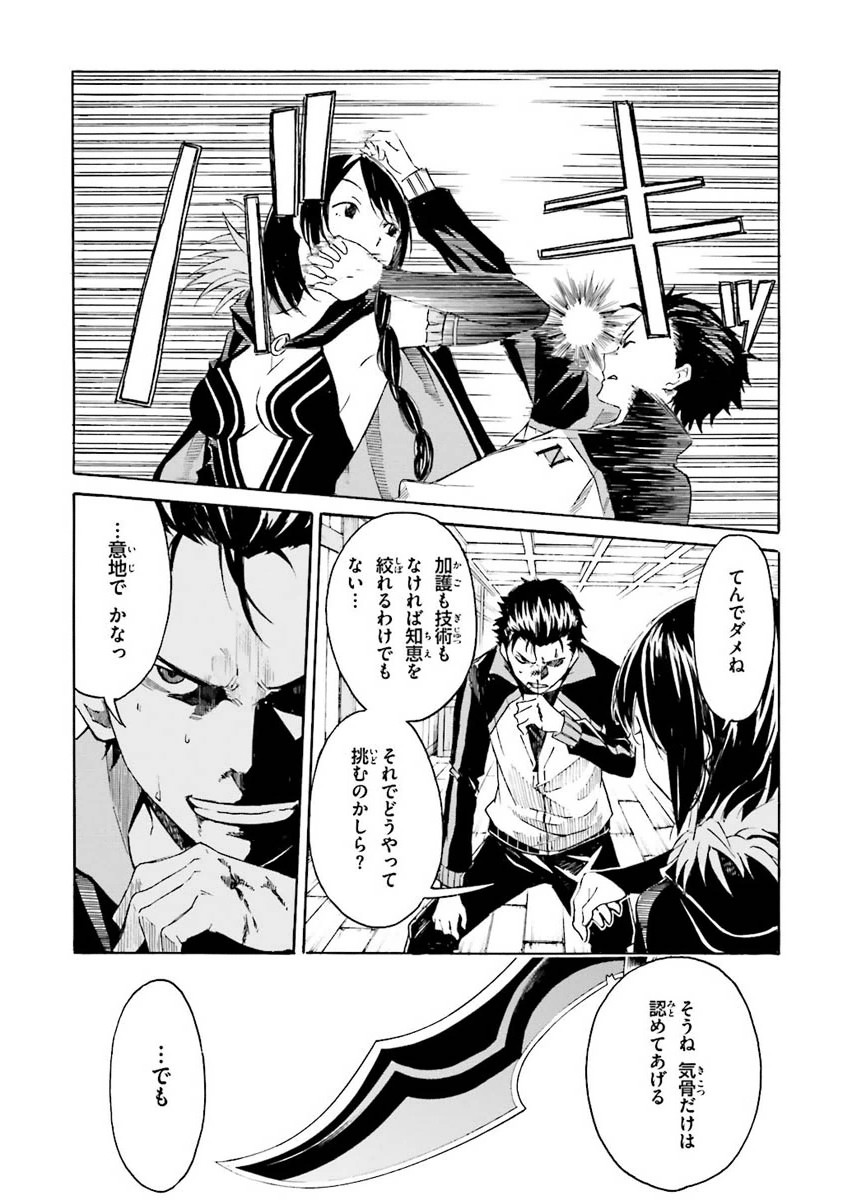 バキッ
N
てんでダメね
加護も技術も
なければ知恵を
絞れるわけでも
ない…
それでどうやって
挑むのかしら？
…意地で かなっ
そうね 気骨だけは
認めてあげる
…でも